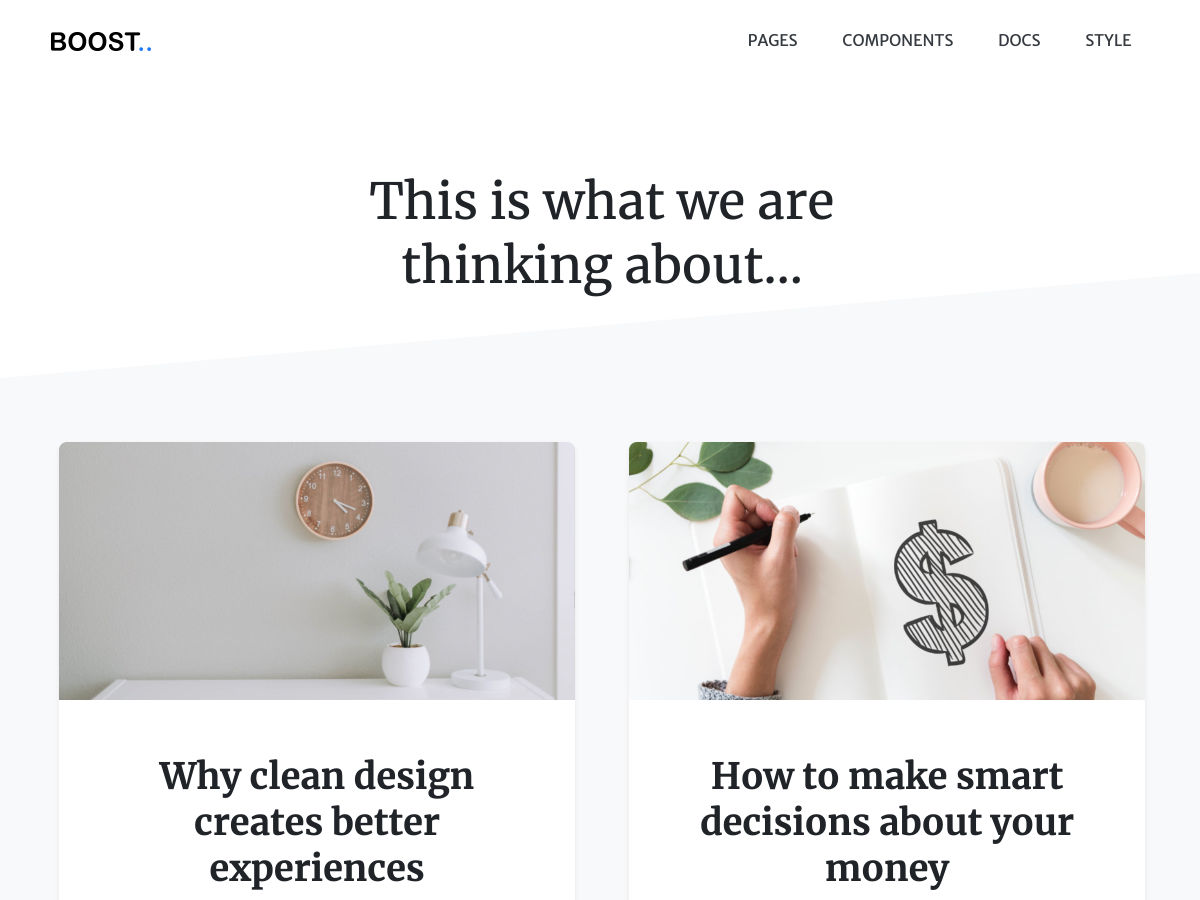 BOOST..
PAGES COMPONENTS DOCS STYLE
This is what we are
thinking about...
Why clean design
creates better
experiences
How to make smart
decisions about your
money